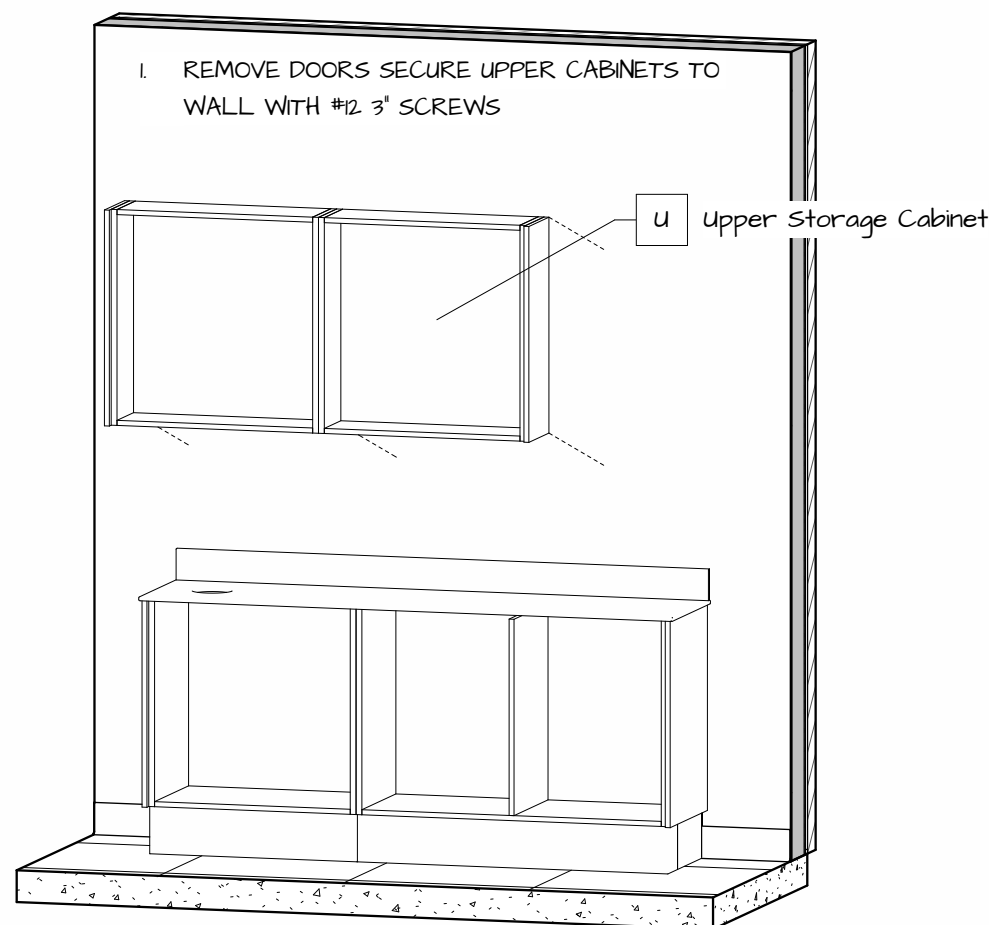 1. REMOVE DOORS SECURE UPPER CABINETS TO
WALL WITH #12 3" SCREWS
U Upper Storage Cabinet